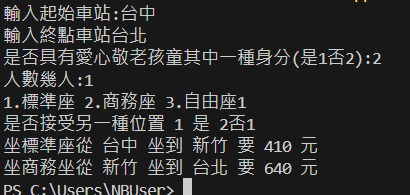 輸入起始車站:台中
輸入終點車站台北
是否具有愛心敬老孩童其中一種身分(是1否2):2
人數幾人:1
1.標準座 2.商務座 3.自由座1
是否接受另一種位置 1 是 2否1
坐標準座從 台中 坐到 新竹 要 410 元
坐商務坐從 新竹 坐到 台北 要 640 元
PS C:\Users\NBUser>